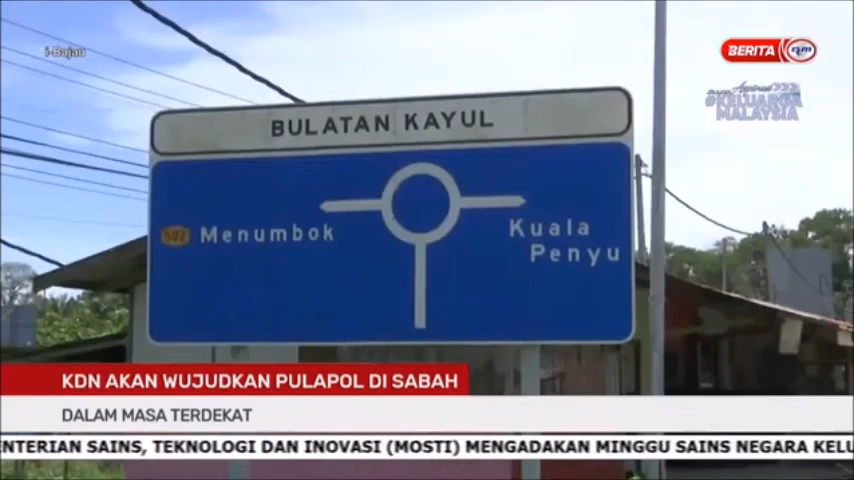 i-Bajau
BERITA rtm
#KELUARGA
MALAYSIA
BULATAN KAYUL
502 Menumbok
Kuala
Penyu
KDN AKAN WUJUDKAN PULAPOL DI SABAH
DALAM MASA TERDEKAT
ENTERIAN SAINS, TEKNOLOGI DAN INOVASI (MOSTI) MENGADAKAN MINGGU SAINS NEGARA KELU